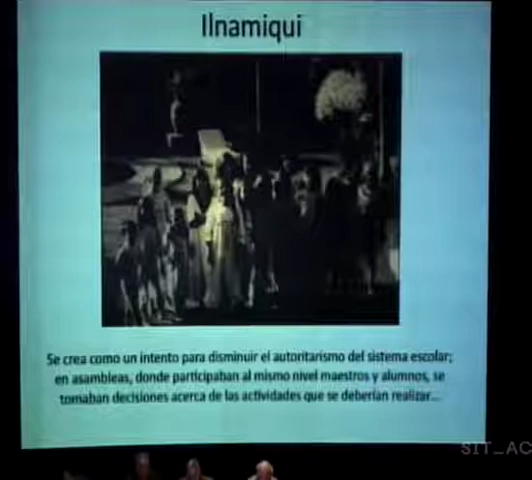 Ilnamiqui
Se crea como un intento para disminuir el autoritarismo del sistema escolar;
en asambleas, donde participaban al mismo nivel maestros y alumnos, se
tomaban decisiones acerca de las actividades que se deberían realizar...
SIT_AC